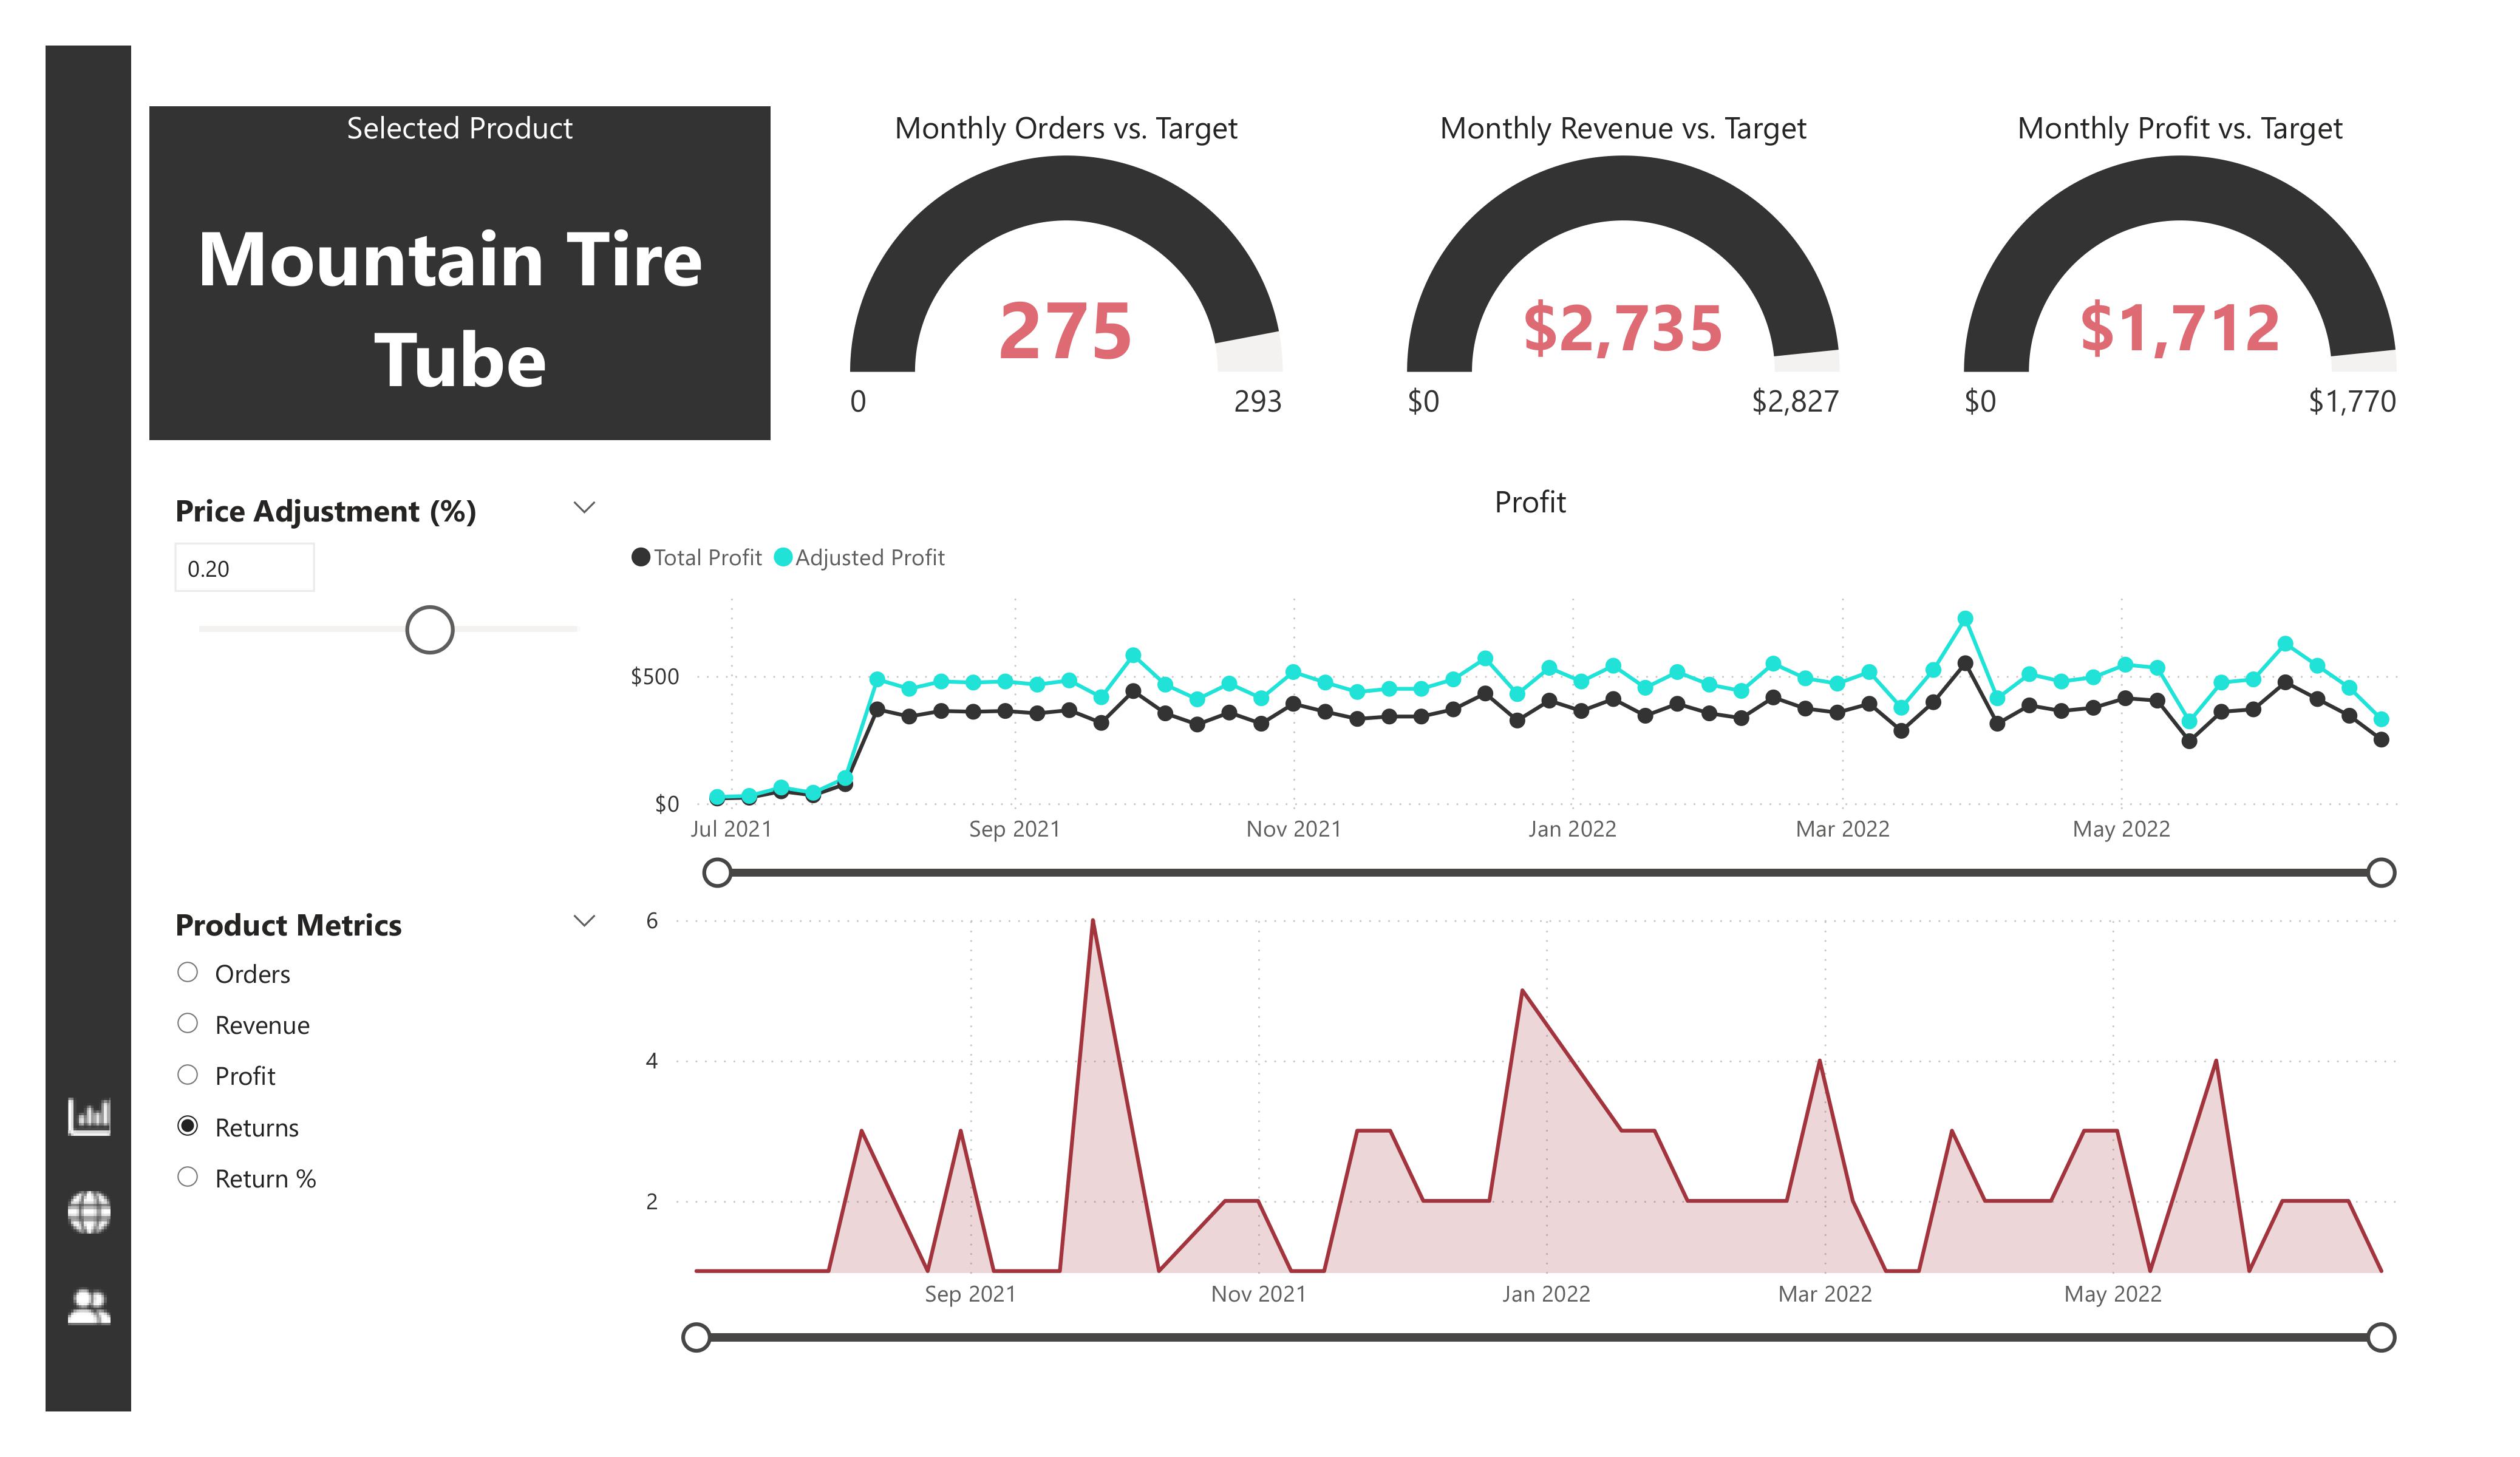 Selected Product
Mountain Tire
Tube
Monthly Orders vs. Target
275
0
293
Monthly Revenue vs. Target
$2,735
$0
$2,827
Monthly Profit vs. Target
$1,712
$0
$1,770
Price Adjustment (%)
0.20
Profit
Total Profit
Adjusted Profit
$500
$0
Jul 2021
Sep 2021
Nov 2021
Jan 2022
Mar 2022
May 2022
Product Metrics
Orders
Revenue
Profit
Returns
Return %
6
4
2
Sep 2021
Nov 2021
Jan 2022
Mar 2022
May 2022